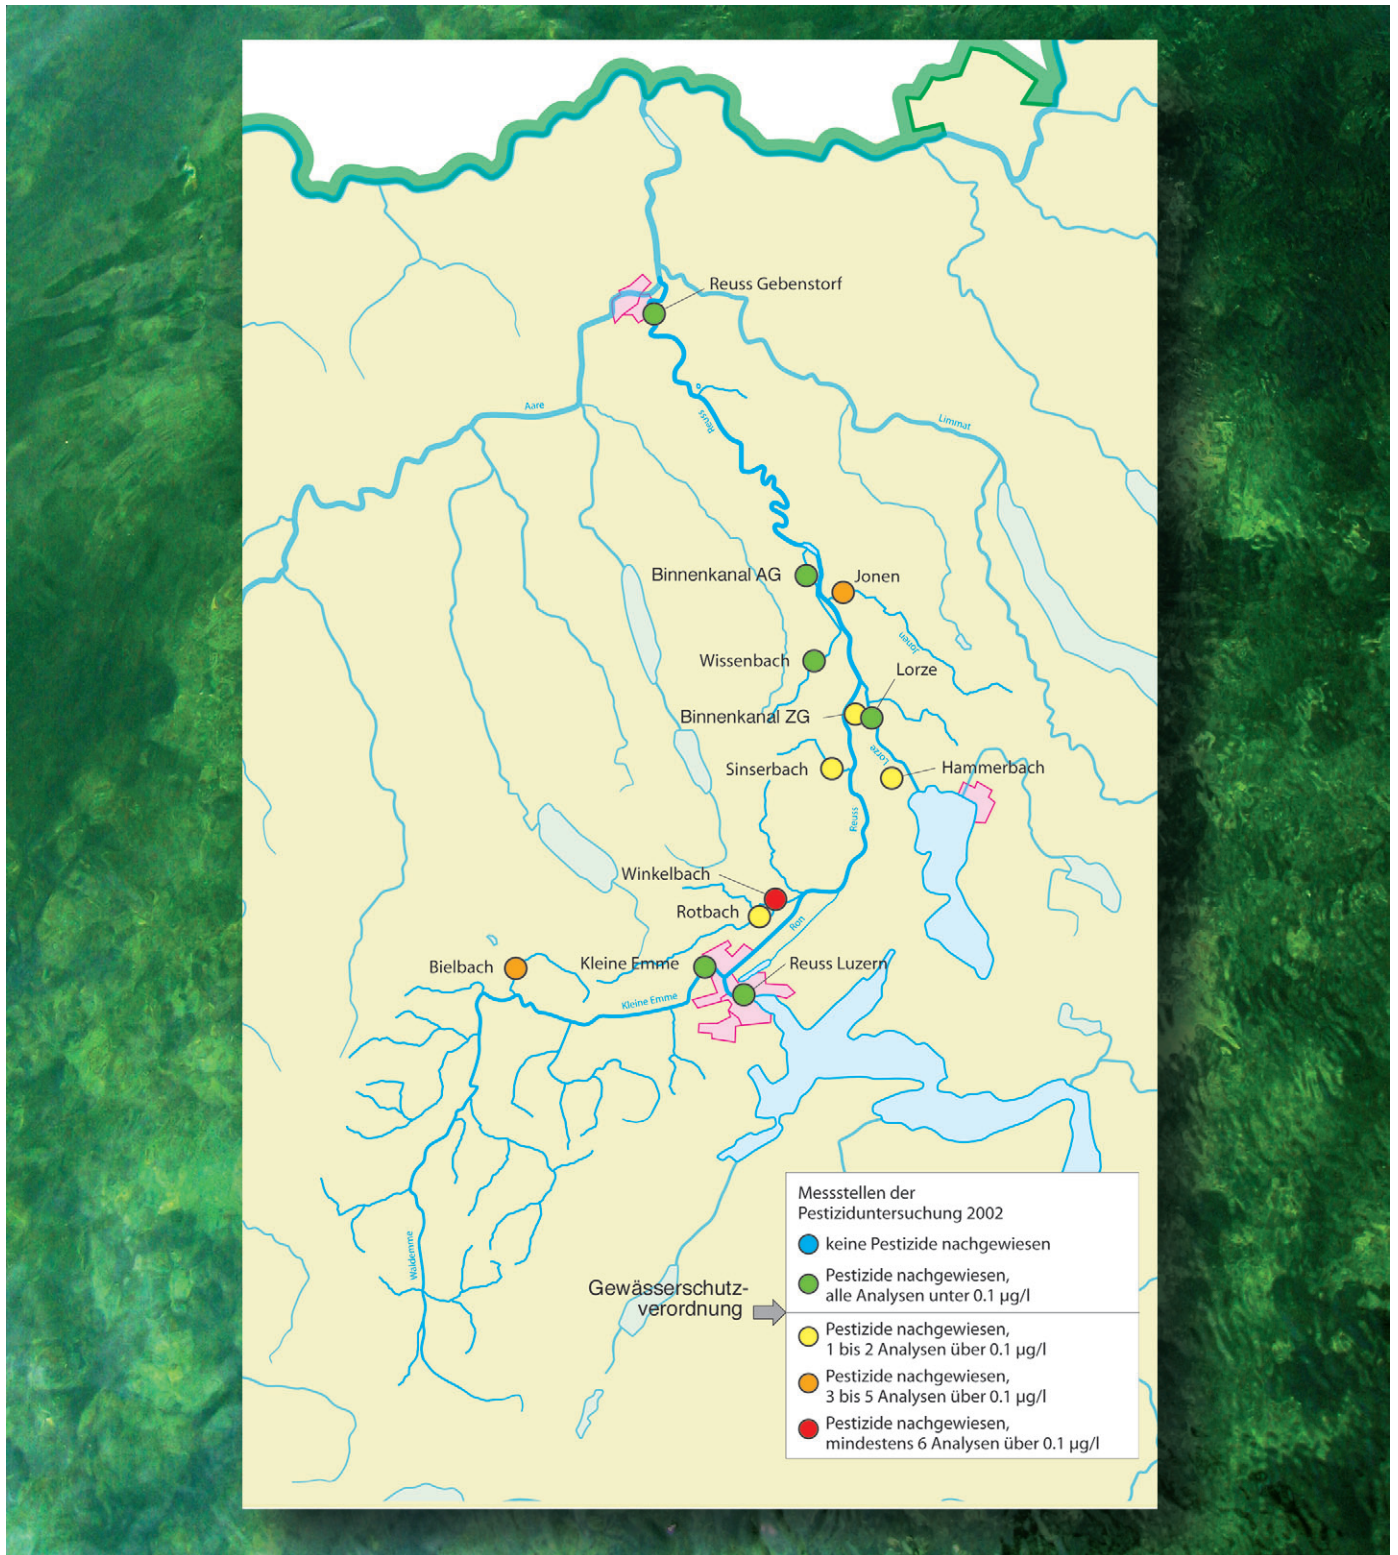 Reuss Gebenstorf
Aare
Reuss
Limmat
Binnenkanal AG
Jonen
Jonen
Wissenbach
Lorze
Binnenkanal ZG
Lorze
Sinserbach
Hammerbach
Reuss
Winkelbach
Rotbach
Ron
Bielbach
Kleine Emme
Reuss Luzern
Kleine Emme
Waldemme
Messstellen der
Pestiziduntersuchung 2002
keine Pestizide nachgewiesen
Pestizide nachgewiesen,
alle Analysen unter 0.1 µg/l
Gewässerschutz-
verordnung
Pestizide nachgewiesen,
1 bis 2 Analysen über 0.1 µg/l
Pestizide nachgewiesen,
3 bis 5 Analysen über 0.1 µg/l
Pestizide nachgewiesen,
mindestens 6 Analysen über 0.1 µg/l